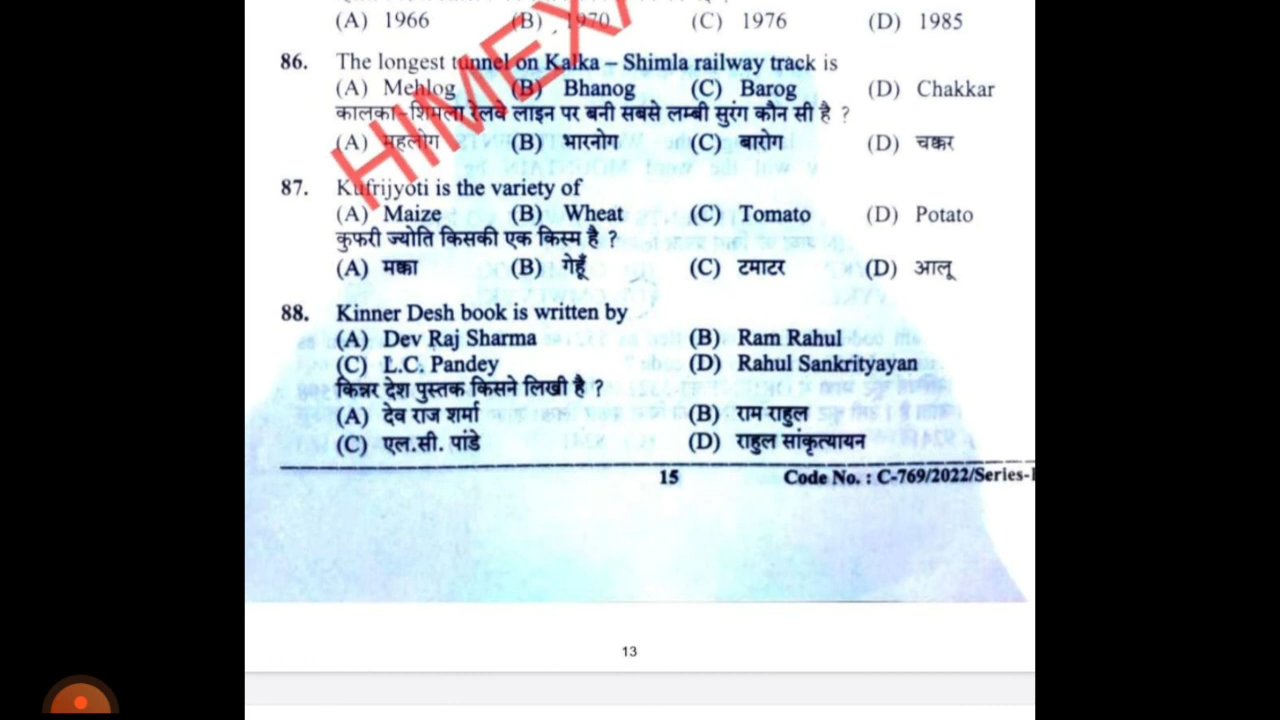 (A) 1966 (B) 1970 (C) 1976 (D) 1985
86. The longest tunnel on Kalka – Shimla railway track is
(A) Mehlog (B) Bhanog (C) Barog (D) Chakkar
कालका-शिमला रेलवे लाइन पर बनी सबसे लम्बी सुरंग कौन सी है ?
(A) महलोग (B) भारनोग (C) बारोग (D) चक्कर
87. Kufrijyoti is the variety of
(A) Maize (B) Wheat (C) Tomato (D) Potato
कुफरी ज्योति किसकी एक किस्म है ?
(A) मक्का (B) गेहूँ (C) टमाटर (D) आलू
88. Kinner Desh book is written by
(A) Dev Raj Sharma (B) Ram Rahul
(C) L.C. Pandey (D) Rahul Sankrityayan
किन्नर देश पुस्तक किसने लिखी है ?
(A) देव राज शर्मा (B) राम राहुल
(C) एल.सी. पांडे (D) राहुल सांकृत्यायन
15 Code No. : C-769/2022/Series-
13
HIMEXA